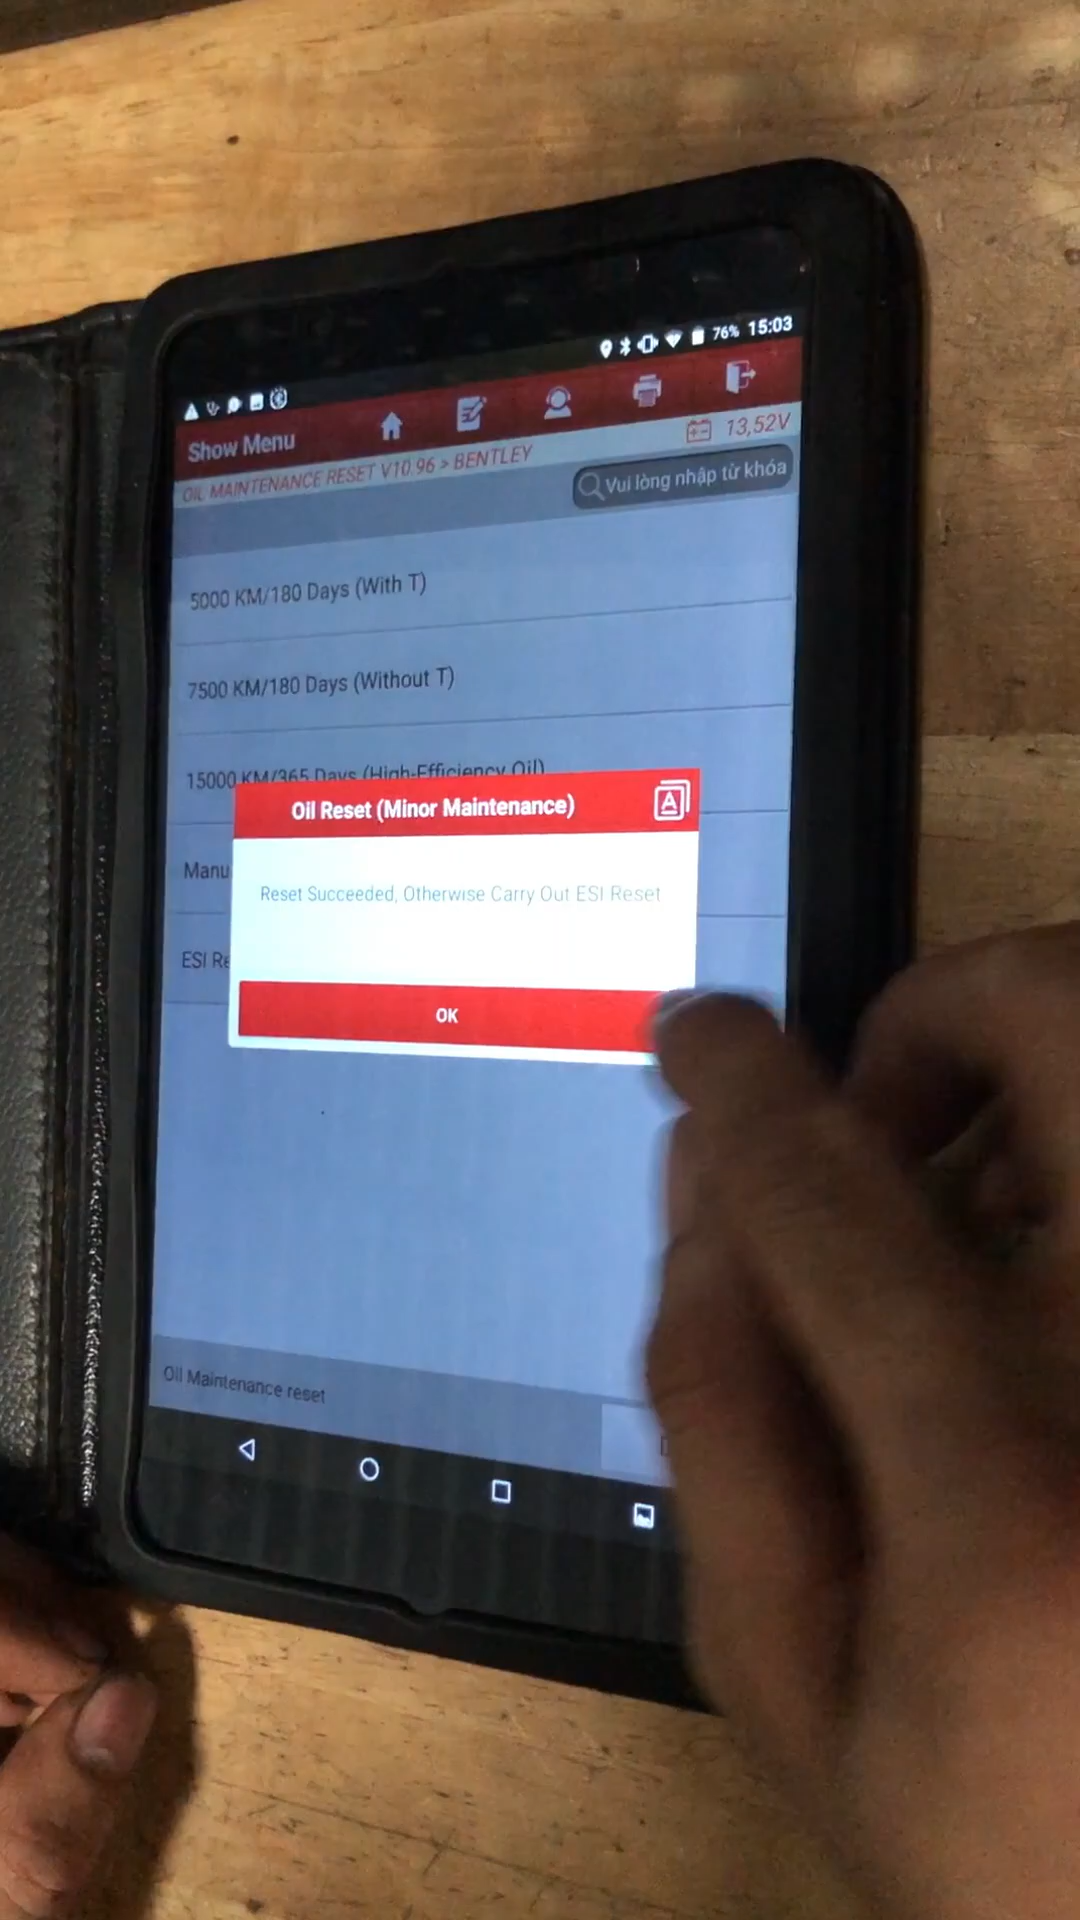 76% 15:03
Show Menu
OIL MAINTENANCE RESET V10.96 > BENTLEY
13,52V
Vui lòng nhập từ khóa
5000 KM/180 Days (With T)
7500 KM/180 Days (Without T)
15000 KM/365 Days (High-Efficiency Oil)
Oil Reset (Minor Maintenance)
A
Manu
Reset Succeeded, Otherwise Carry Out ESI Reset
ESI Re
OK
Oil Maintenance reset